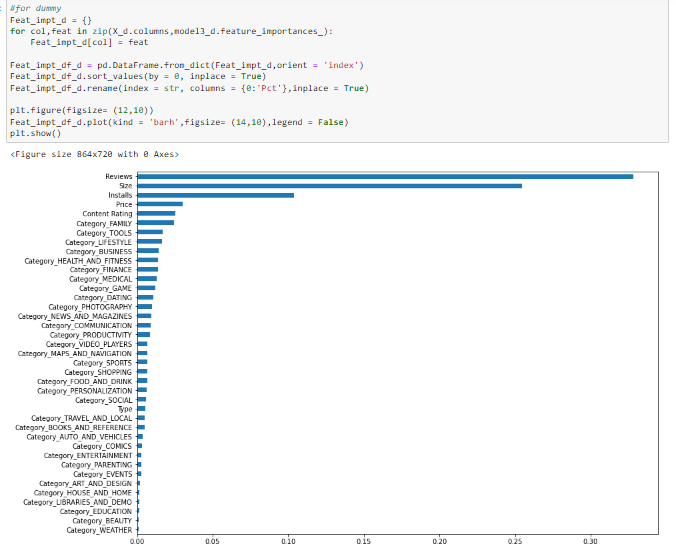 #for dummy
Feat_impt_d = {}
for col,feat in zip(X_d.columns,model3_d.feature_importances_):
    Feat_impt_d[col] = feat
Feat_impt_df_d = pd.DataFrame.from_dict(Feat_impt_d,orient = 'index')
Feat_impt_df_d.sort_values(by = 0, inplace = True)
Feat_impt_df_d.rename(index = str, columns = {0:'Pct'},inplace = True)
plt.figure(figsize= (12,10))
Feat_impt_df_d.plot(kind = 'barh',figsize= (14,10),legend = False)
plt.show()
<Figure size 864x720 with 0 Axes>
Reviews
Size
Installs
Price
Content Rating
Category_FAMILY
Category_TOOLS
Category_LIFESTYLE
Category_BUSINESS
Category_HEALTH_AND_FITNESS
Category_FINANCE
Category_MEDICAL
Category_GAME
Category_DATING
Category_PHOTOGRAPHY
Category_NEWS_AND_MAGAZINES
Category_COMMUNICATION
Category_PRODUCTIVITY
Category_VIDEO_PLAYERS
Category_MAPS_AND_NAVIGATION
Category_SPORTS
Category_SHOPPING
Category_FOOD_AND_DRINK
Category_PERSONALIZATION
Category_SOCIAL
Type
Category_TRAVEL_AND_LOCAL
Category_BOOKS_AND_REFERENCE
Category_AUTO_AND_VEHICLES
Category_COMICS
Category_ENTERTAINMENT
Category_PARENTING
Category_EVENTS
Category_ART_AND_DESIGN
Category_HOUSE_AND_HOME
Category_LIBRARIES_AND_DEMO
Category_EDUCATION
Category_BEAUTY
Category_WEATHER
0.00 0.05 0.10 0.15 0.20 0.25 0.30